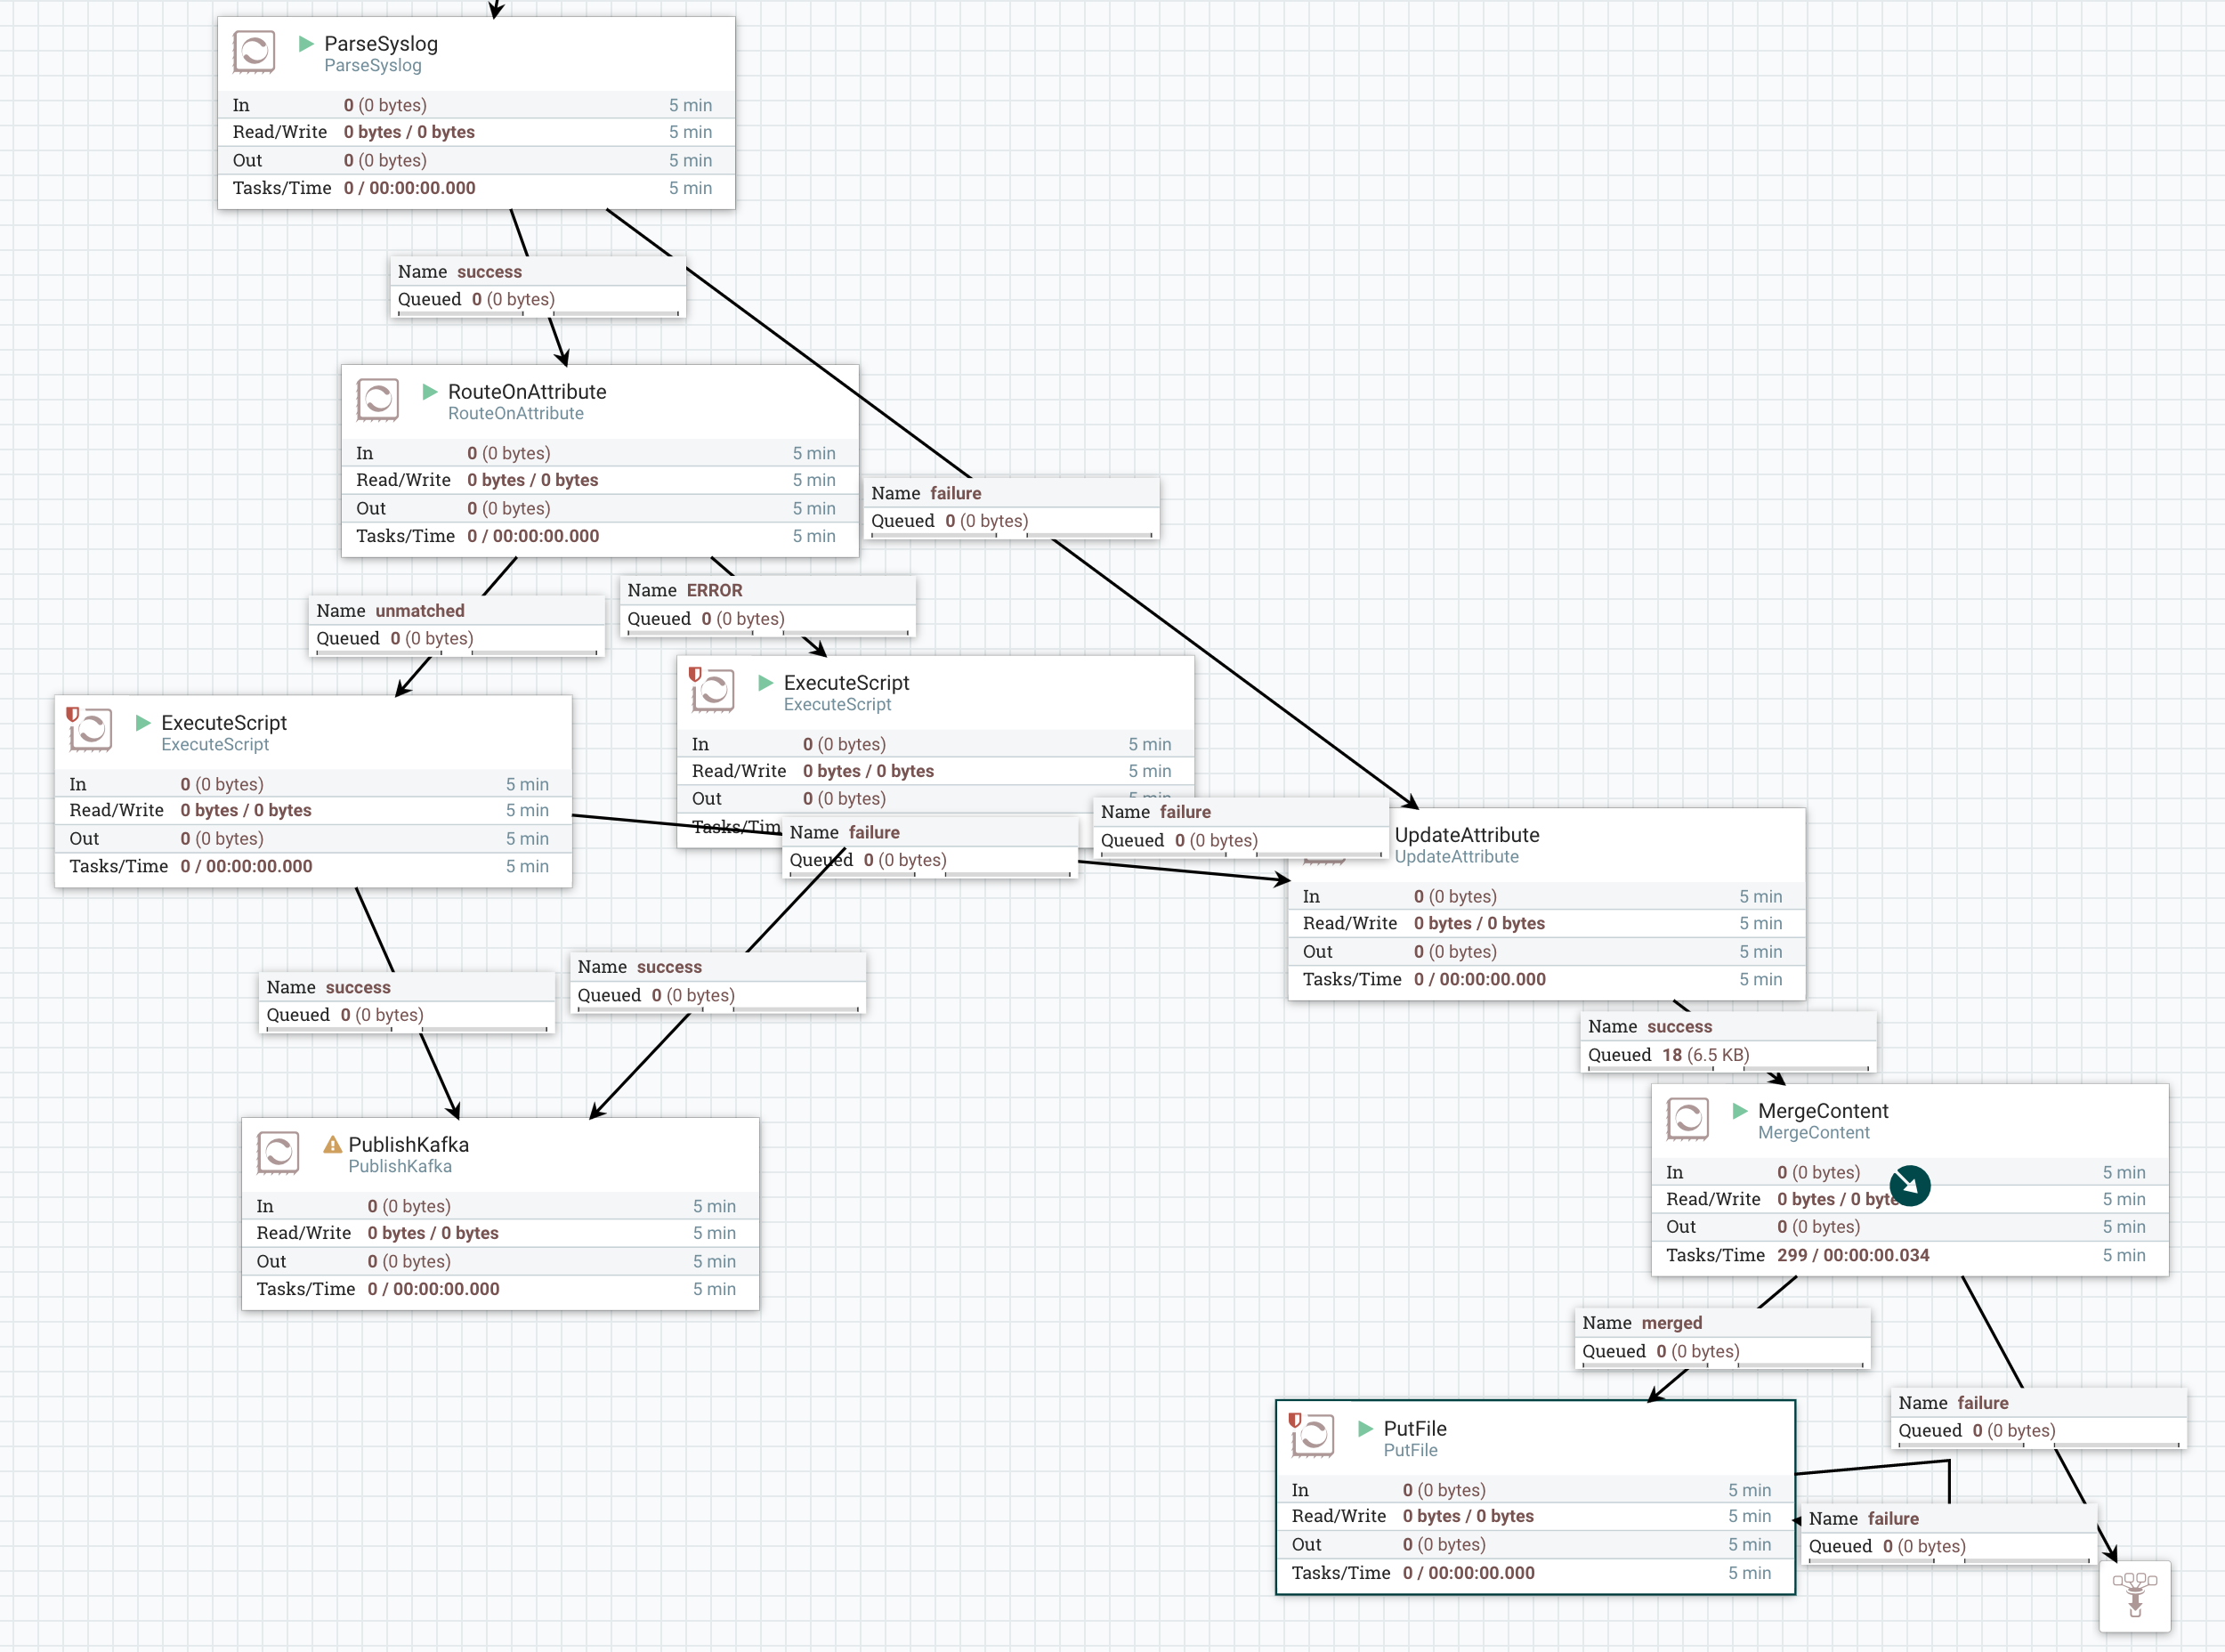 ParseSyslog
ParseSyslog
In 0 (0 bytes) 5 min
Read/Write 0 bytes / 0 bytes 5 min
Out 0 (0 bytes) 5 min
Tasks/Time 0 / 00:00:00.000 5 min
Name success
Queued 0 (0 bytes)
RouteOnAttribute
RouteOnAttribute
In 0 (0 bytes) 5 min
Read/Write 0 bytes / 0 bytes 5 min
Out 0 (0 bytes) 5 min
Tasks/Time 0 / 00:00:00.000 5 min
Name failure
Queued 0 (0 bytes)
Name unmatched
Queued 0 (0 bytes)
Name ERROR
Queued 0 (0 bytes)
ExecuteScript
ExecuteScript
In 0 (0 bytes) 5 min
Read/Write 0 bytes / 0 bytes 5 min
Out 0 (0 bytes) 5 min
Tasks/Time 0 / 00:00:00.000 5 min
ExecuteScript
ExecuteScript
In 0 (0 bytes) 5 min
Read/Write 0 bytes / 0 bytes 5 min
Out 0 (0 bytes) 5 min
Tasks/Tim
Name failure
Queued 0 (0 bytes)
Name failure
Queued 0 (0 bytes)
UpdateAttribute
UpdateAttribute
In 0 (0 bytes) 5 min
Read/Write 0 bytes / 0 bytes 5 min
Out 0 (0 bytes) 5 min
Tasks/Time 0 / 00:00:00.000 5 min
Name success
Queued 0 (0 bytes)
Name success
Queued 0 (0 bytes)
Name success
Queued 18 (6.5 KB)
PublishKafka
PublishKafka
In 0 (0 bytes) 5 min
Read/Write 0 bytes / 0 bytes 5 min
Out 0 (0 bytes) 5 min
Tasks/Time 0 / 00:00:00.000 5 min
MergeContent
MergeContent
In 0 (0 bytes) 5 min
Read/Write 0 bytes / 0 byte 5 min
Out 0 (0 bytes) 5 min
Tasks/Time 299 / 00:00:00.034 5 min
Name merged
Queued 0 (0 bytes)
Name failure
Queued 0 (0 bytes)
PutFile
PutFile
In 0 (0 bytes) 5 min
Read/Write 0 bytes / 0 bytes 5 min
Out 0 (0 bytes) 5 min
Tasks/Time 0 / 00:00:00.000 5 min
Name failure
Queued 0 (0 bytes)